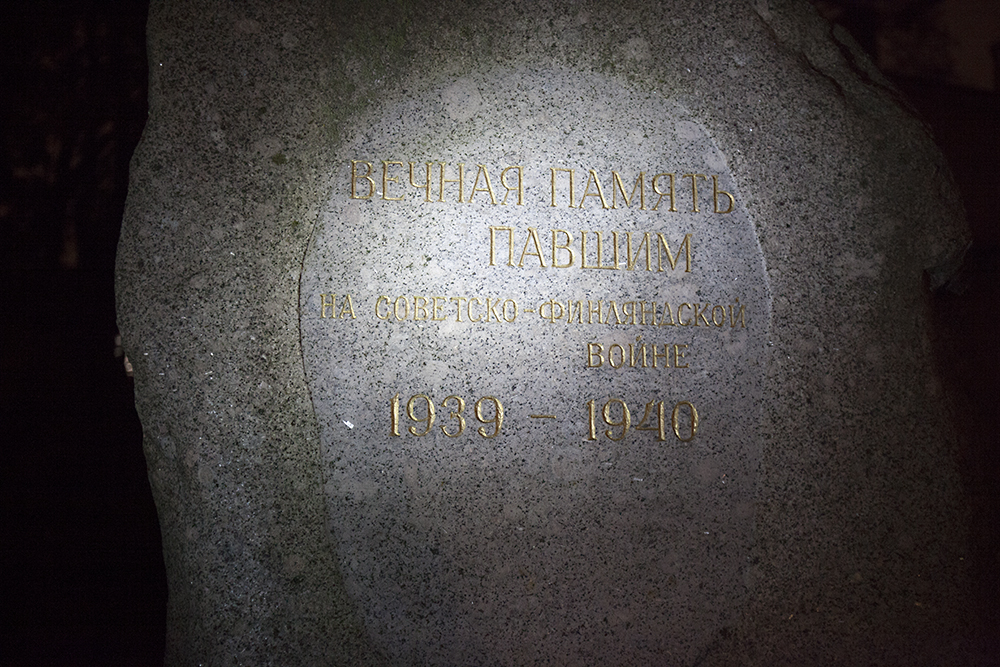 ВЕЧНАЯ ПАМЯТЬ
ПАВШИМ
НА СОВЕТСКО-ФИНЛЯНДСКОЙ
ВОЙНЕ
1939 - 1940